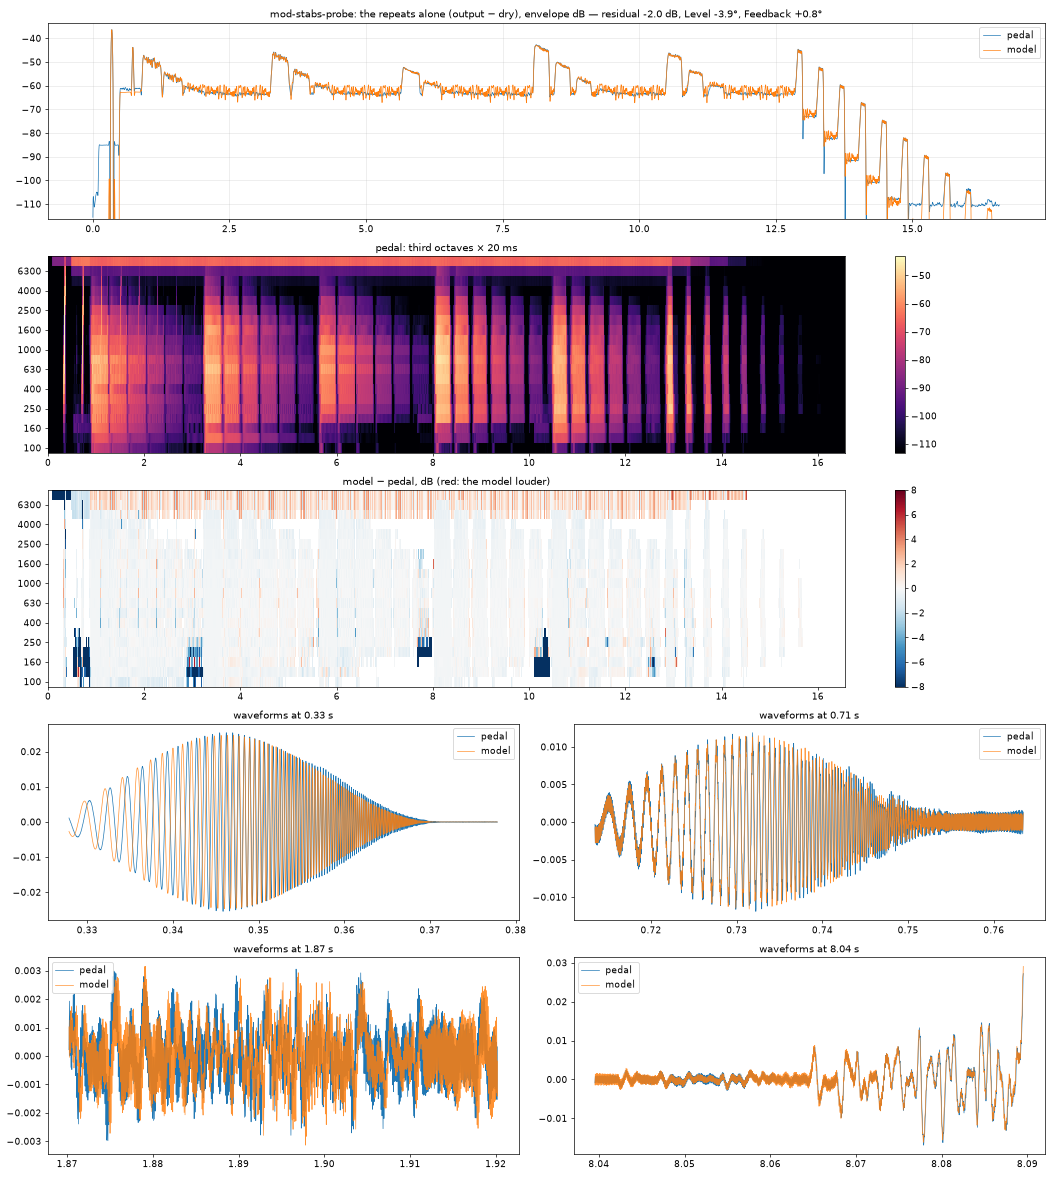 mod-stabs-probe: the repeats alone (output − dry), envelope dB — residual -2.0 dB, Level -3.9°, Feedback +0.8°
pedal
model
−40
−50
−60
−70
−80
−90
−100
−110
0.0 2.5 5.0 7.5 10.0 12.5 15.0
pedal: third octaves × 20 ms
6300
4000
2500
1600
1000
630
400
250
160
100
0 2 4 6 8 10 12 14 16
−50
−60
−70
−80
−90
−100
−110
model − pedal, dB (red: the model louder)
6300
4000
2500
1600
1000
630
400
250
160
100
0 2 4 6 8 10 12 14 16
8
6
4
2
0
−2
−4
−6
−8
waveforms at 0.33 s
pedal
model
0.02
0.01
0.00
−0.01
−0.02
0.33 0.34 0.35 0.36 0.37 0.38
waveforms at 0.71 s
pedal
model
0.010
0.005
0.000
−0.005
−0.010
0.72 0.73 0.74 0.75 0.76
waveforms at 1.87 s
pedal
model
0.003
0.002
0.001
0.000
−0.001
−0.002
−0.003
1.87 1.88 1.89 1.90 1.91 1.92
waveforms at 8.04 s
pedal
model
0.03
0.02
0.01
0.00
−0.01
8.04 8.05 8.06 8.07 8.08 8.09